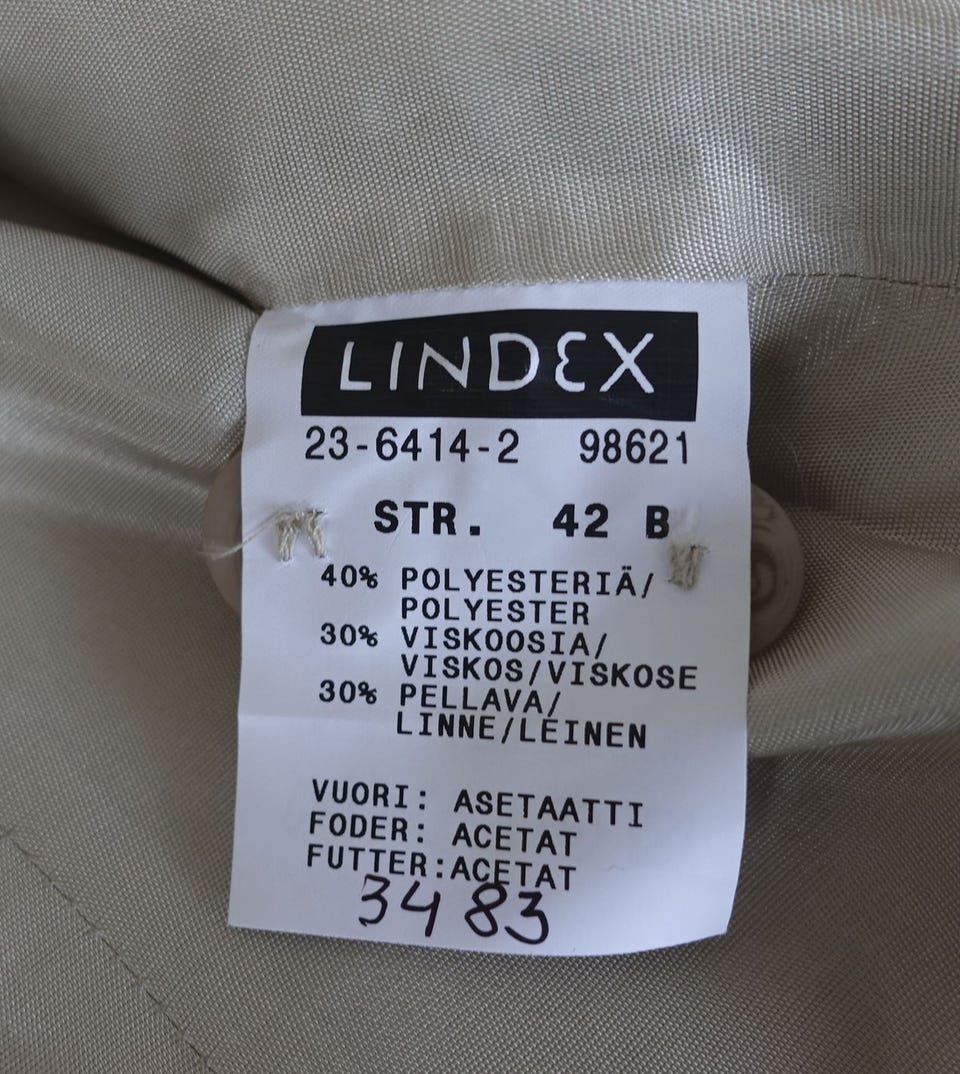 LINDEX
23-6414-2 98621
STR. 42 B
40% POLYESTERIÄ/
POLYESTER
30% VISKOOSIA/
VISKOS/VISKOSE
30% PELLAVA/
LINNE/LEINEN
VUORI: ASETAATTI
FODER: ACETAT
FUTTER:ACETAT
3483